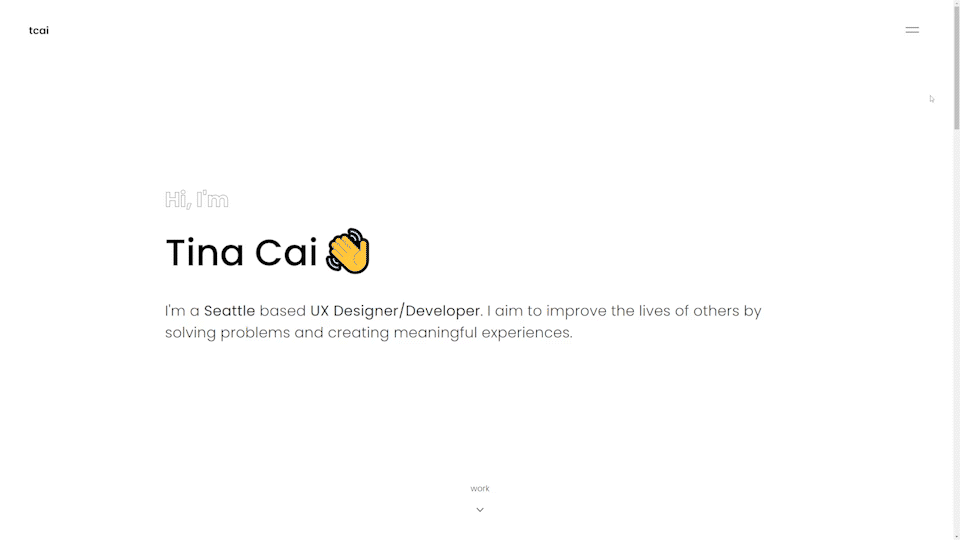 tcai
Hi, I'm
Tina Cai
I'm a Seattle based UX Designer/Developer. I aim to improve the lives of others by
solving problems and creating meaningful experiences.
work